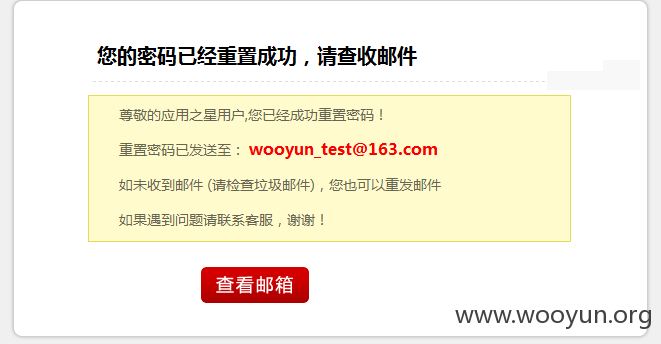 您的密码已经重置成功，请查收邮件
尊敬的应用之星用户,您已经成功重置密码！
重置密码已发送至： wooyun_test@163.com
如未收到邮件 (请检查垃圾邮件)，您也可以重发邮件
如果遇到问题请联系客服，谢谢！
查看邮箱
www.wooyun.org